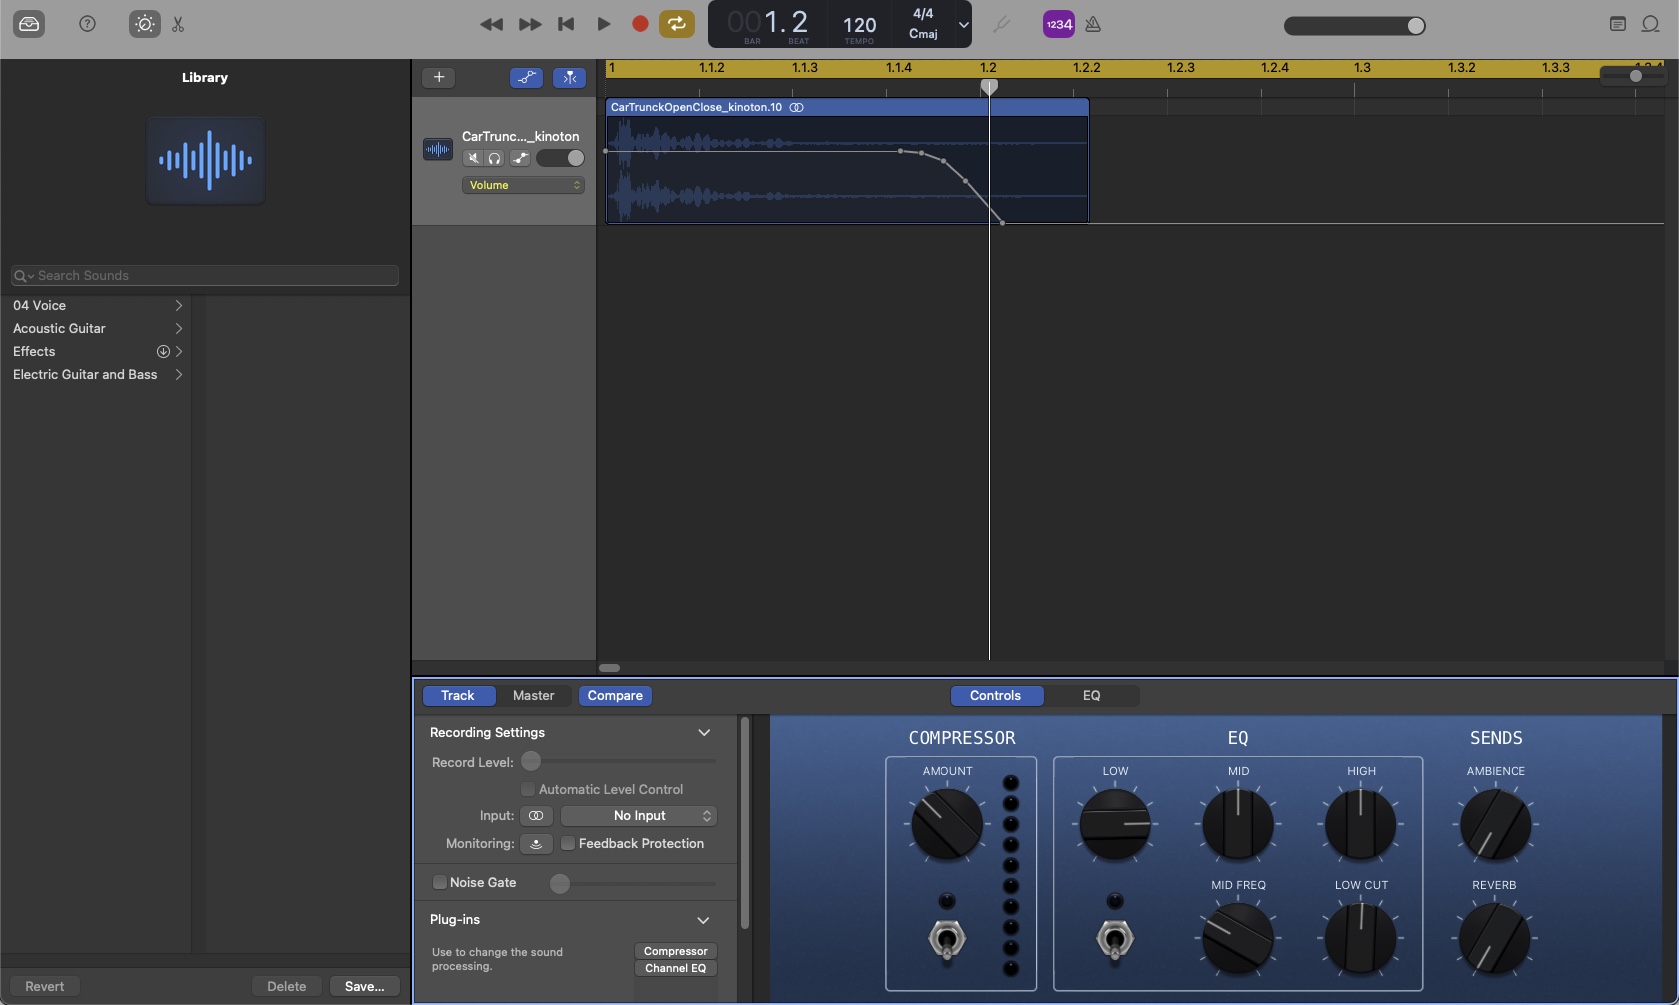 001.2
BAR
BEAT
120
TEMPO
4/4
Cmaj
1234
Library
Search Sounds
04 Voice
Acoustic Guitar
Effects
Electric Guitar and Bass
Revert
Delete
Save...
1
1.1.2
1.1.3
1.1.4
1.2
1.2.2
1.2.3
1.2.4
1.3
1.3.2
1.3.3
CarTrunc..._kinoton
Volume
CarTrunckOpenClose_kinoton.10
Track
Master
Compare
Controls
EQ
Recording Settings
Record Level:
Automatic Level Control
Input:
No Input
Monitoring:
Feedback Protection
Noise Gate
Plug-ins
Use to change the sound
processing.
Compressor
Channel EQ
COMPRESSOR
AMOUNT
EQ
LOW
MID
HIGH
MID FREQ
LOW CUT
SENDS
AMBIENCE
REVERB